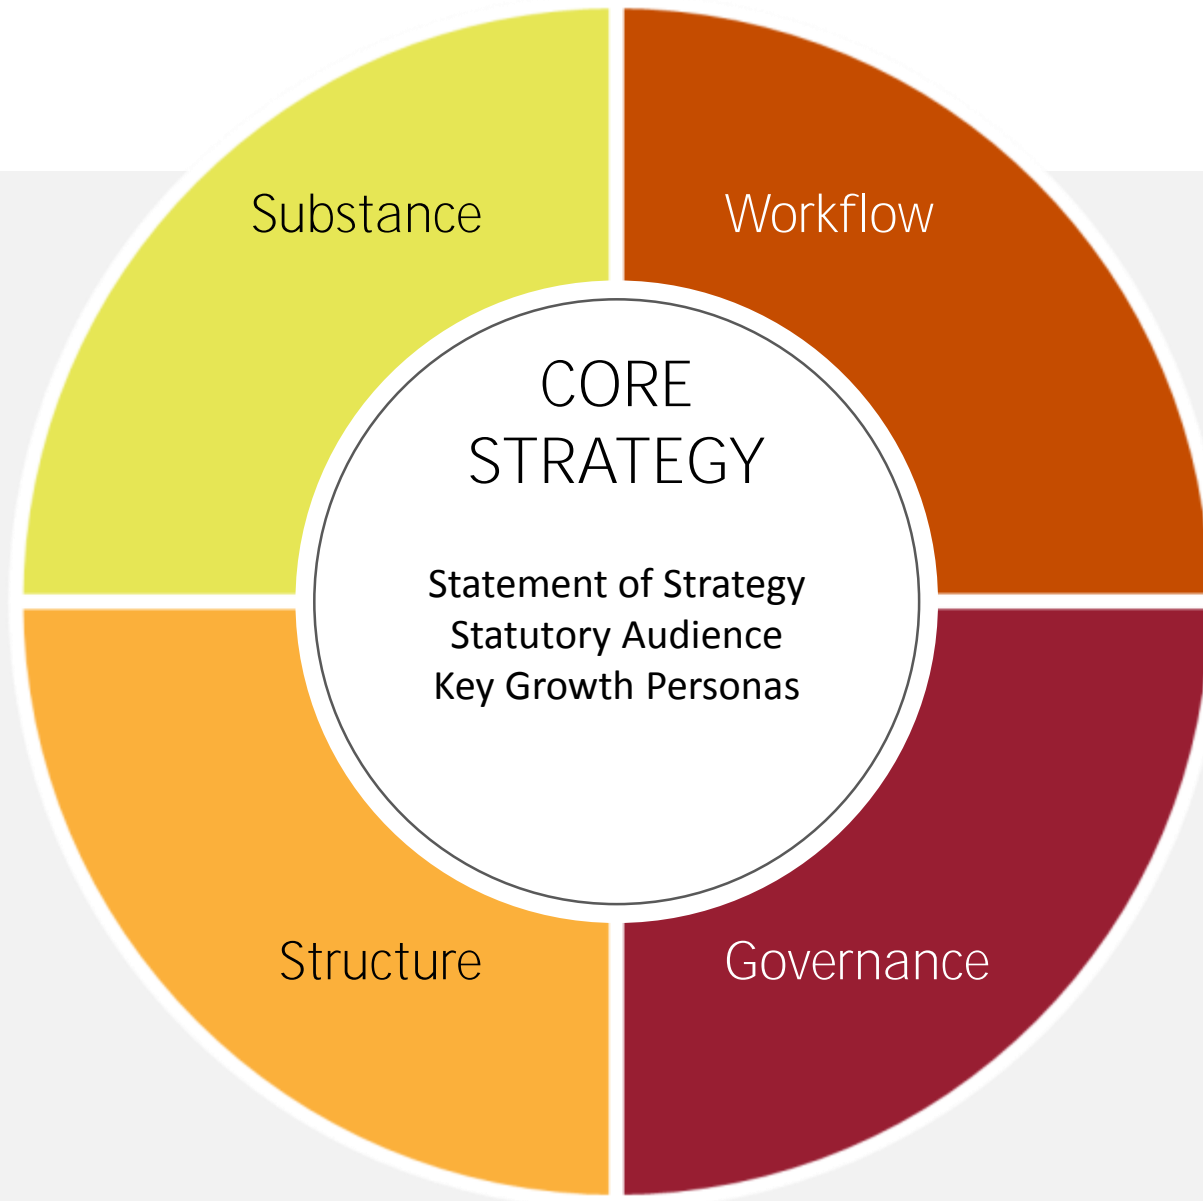 Substance
Workflow
CORE
STRATEGY
Statement of Strategy
Statutory Audience
Key Growth Personas
Structure
Governance